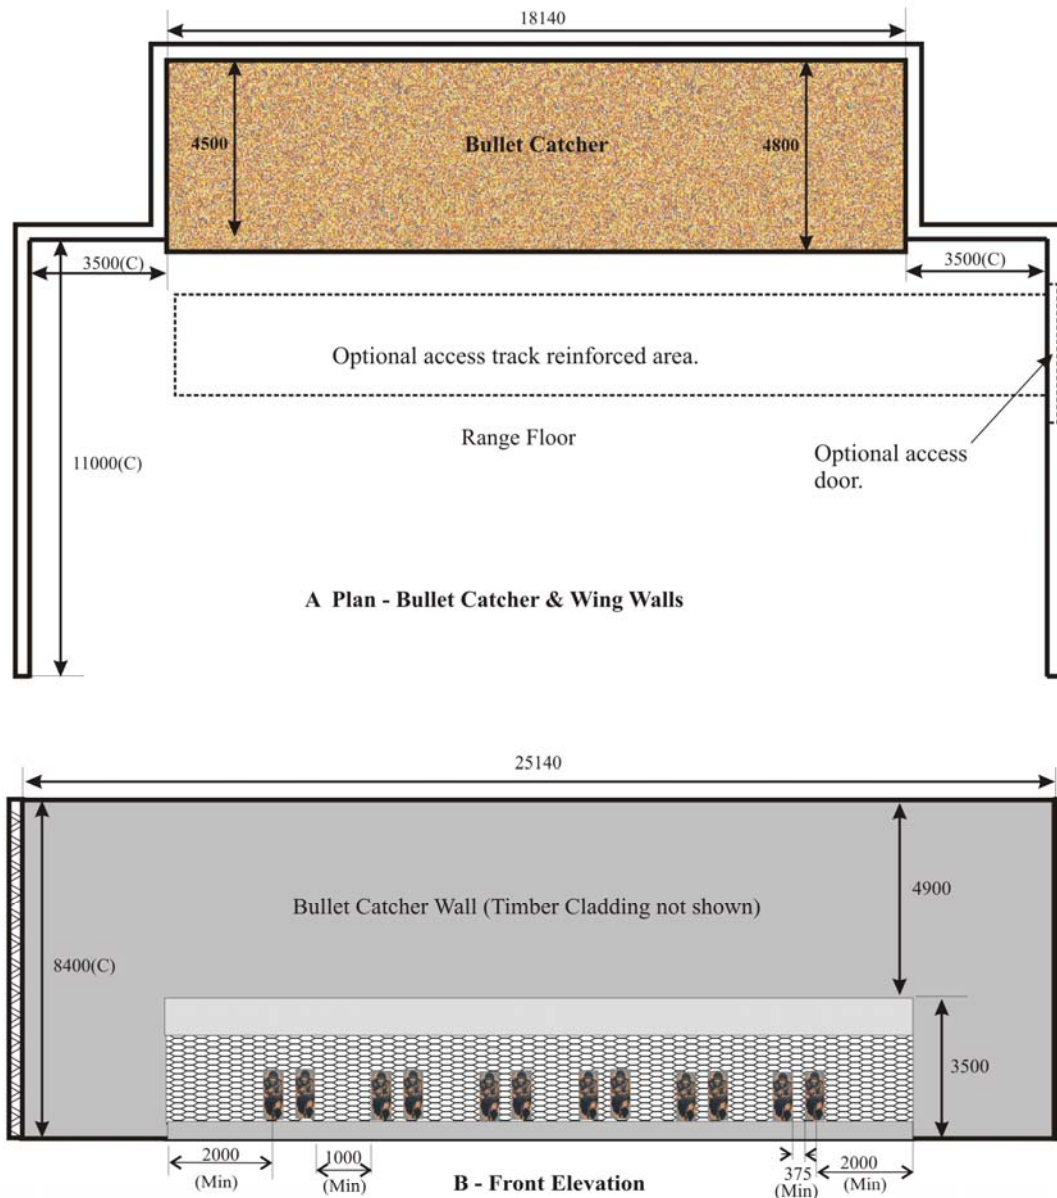 18140
4500
Bullet Catcher
4800
3500(C)
3500(C)
Optional access track reinforced area.
Range Floor
Optional access
door.
11000(C)
A Plan - Bullet Catcher & Wing Walls
25140
4900
Bullet Catcher Wall (Timber Cladding not shown)
8400(C)
3500
2000
(Min)
1000
(Min)
375
(Min)
2000
(Min)
B - Front Elevation